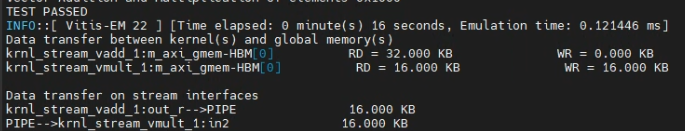 TEST PASSED
INFO::[ Vitis-EM 22 ] [Time elapsed: 0 minute(s) 16 seconds, Emulation time: 0.121446 ms]
Data transfer between kernel(s) and global memory(s)
krnl_stream_vadd_1:m_axi_gmem-HBM[0] RD = 32.000 KB WR = 0.000 KB
krnl_stream_vmult_1:m_axi_gmem-HBM[0] RD = 16.000 KB WR = 16.000 KB
Data transfer on stream interfaces
krnl_stream_vadd_1:out_r-->PIPE 16.000 KB
PIPE-->krnl_stream_vmult_1:in2 16.000 KB